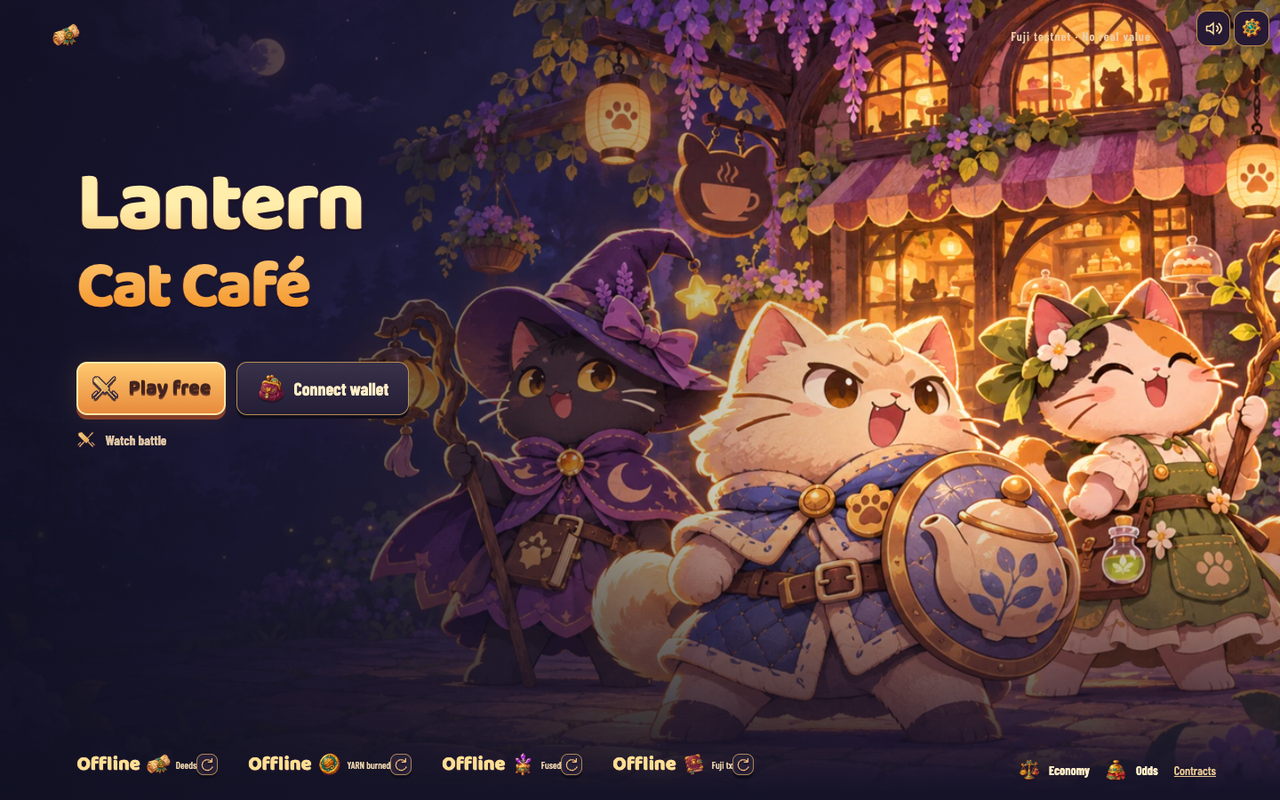 Fuji testnet · No real value
Lantern
Cat Café
Play free
Connect wallet
Watch battle
Offline Deeds
Offline YARN burned
Offline Fused
Offline Fuji tx
Economy
Odds
Contracts